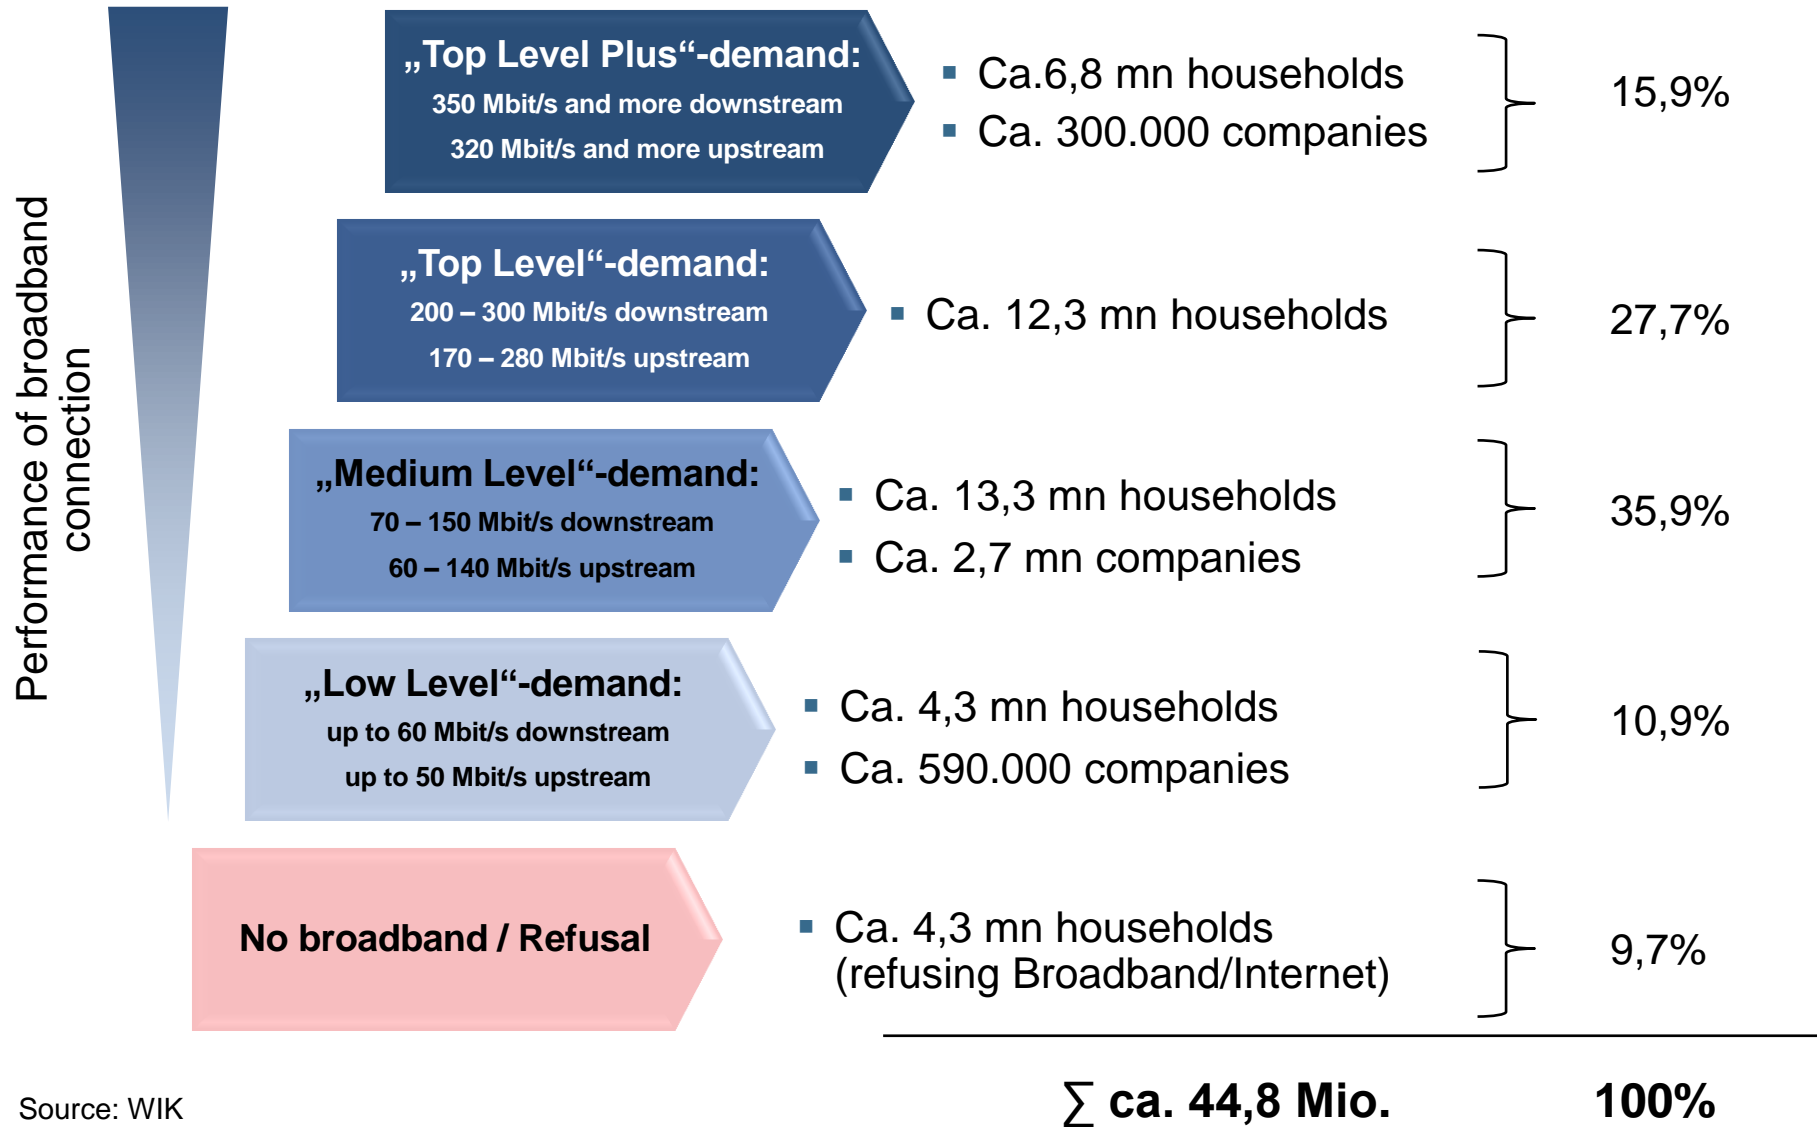 Performance of broadband
connection
„Top Level Plus“-demand:
350 Mbit/s and more downstream
320 Mbit/s and more upstream
▪ Ca.6,8 mn households
▪ Ca. 300.000 companies
15,9%
„Top Level“-demand:
200 – 300 Mbit/s downstream
170 – 280 Mbit/s upstream
▪ Ca. 12,3 mn households
27,7%
„Medium Level“-demand:
70 – 150 Mbit/s downstream
60 – 140 Mbit/s upstream
▪ Ca. 13,3 mn households
▪ Ca. 2,7 mn companies
35,9%
„Low Level“-demand:
up to 60 Mbit/s downstream
up to 50 Mbit/s upstream
▪ Ca. 4,3 mn households
▪ Ca. 590.000 companies
10,9%
No broadband / Refusal
▪ Ca. 4,3 mn households
(refusing Broadband/Internet)
9,7%
∑ ca. 44,8 Mio.
100%
Source: WIK